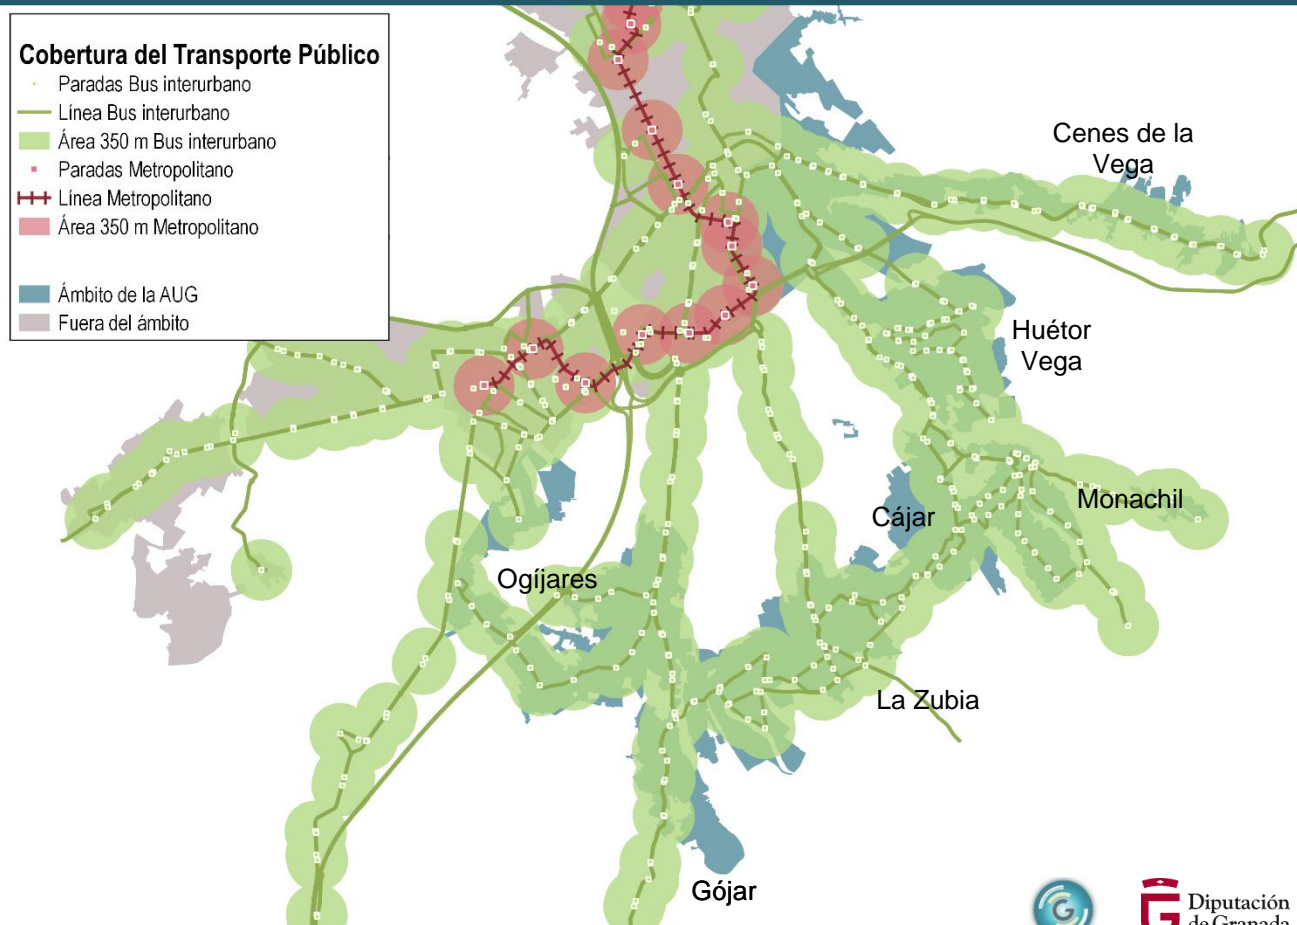 Cobertura del Transporte Público
Paradas Bus interurbano
Línea Bus interurbano
Área 350 m Bus interurbano
Paradas Metropolitano
Línea Metropolitano
Área 350 m Metropolitano
Ámbito de la AUG
Fuera del ámbito
Cenes de la
Vega
Huétor
Vega
Monachil
Cájar
Ogíjares
La Zubia
Gójar
G
Diputación
de Granada